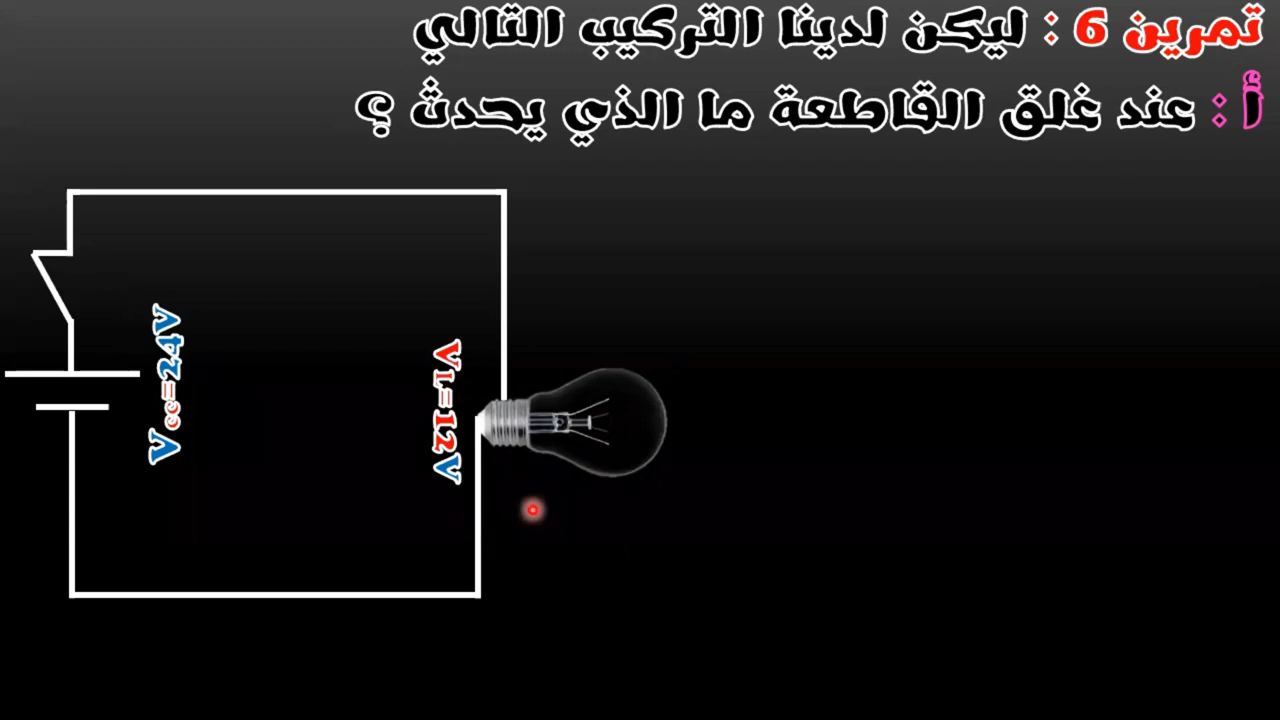 تمرين 6 : ليكن لدينا التركيب التالي
أ : عند غلق القاطعة ما الذي يحدث ؟
Vcc=24V
VL=12V